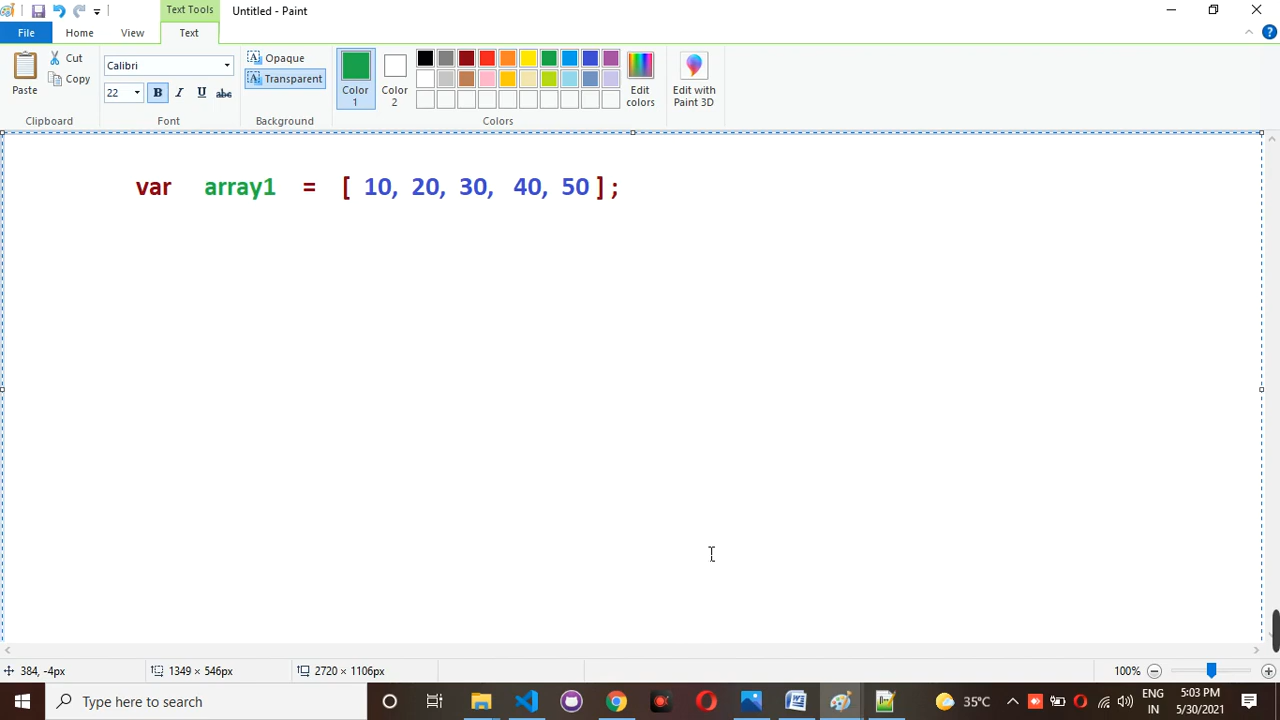 Text Tools Untitled - Paint
File Home View Text
Paste Cut Copy
Clipboard
Calibri
22 B I U abc
Font
Opaque
Transparent
Background
Color 1 Color 2
Edit colors
Colors
Edit with Paint 3D
var array1 = [ 10, 20, 30, 40, 50 ] ;
384, -4px 1349 × 546px 2720 × 1106px 100%
Type here to search 35°C ENG IN 5:03 PM 5/30/2021